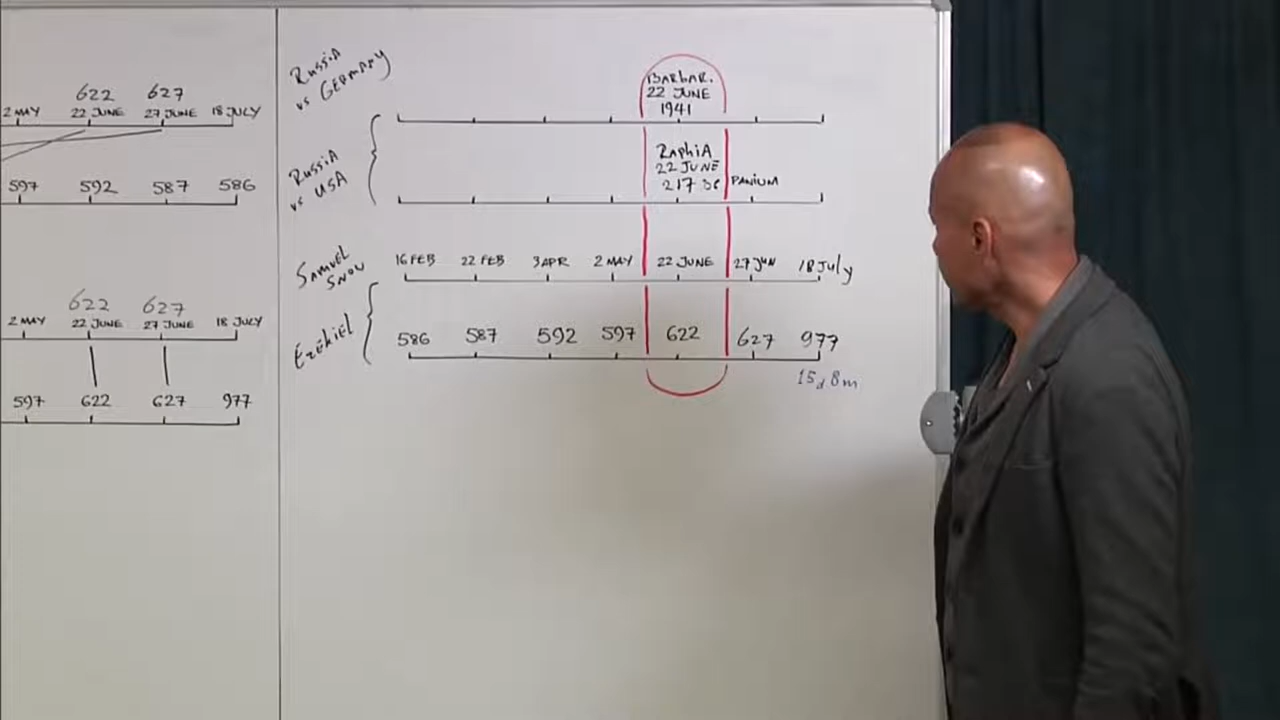 622 627
2 MAY 22 JUNE 27 JUNE 18 JULY
597 592 587 586
622 627
2 MAY 22 JUNE 27 JUNE 18 JULY
597 622 627 977
Russia
vs GERMANY
BARBAR.
22 JUNE
1941
Russia
vs USA
RAPHIA
22 JUNE
217 BC
PANIUM
SAMUEL
SNOW
16 FEB 22 FEB 3 APR 2 MAY 22 JUNE 27 JUN 18 July
Ezekiel
586 587 592 597 622 627 977
15d 8m